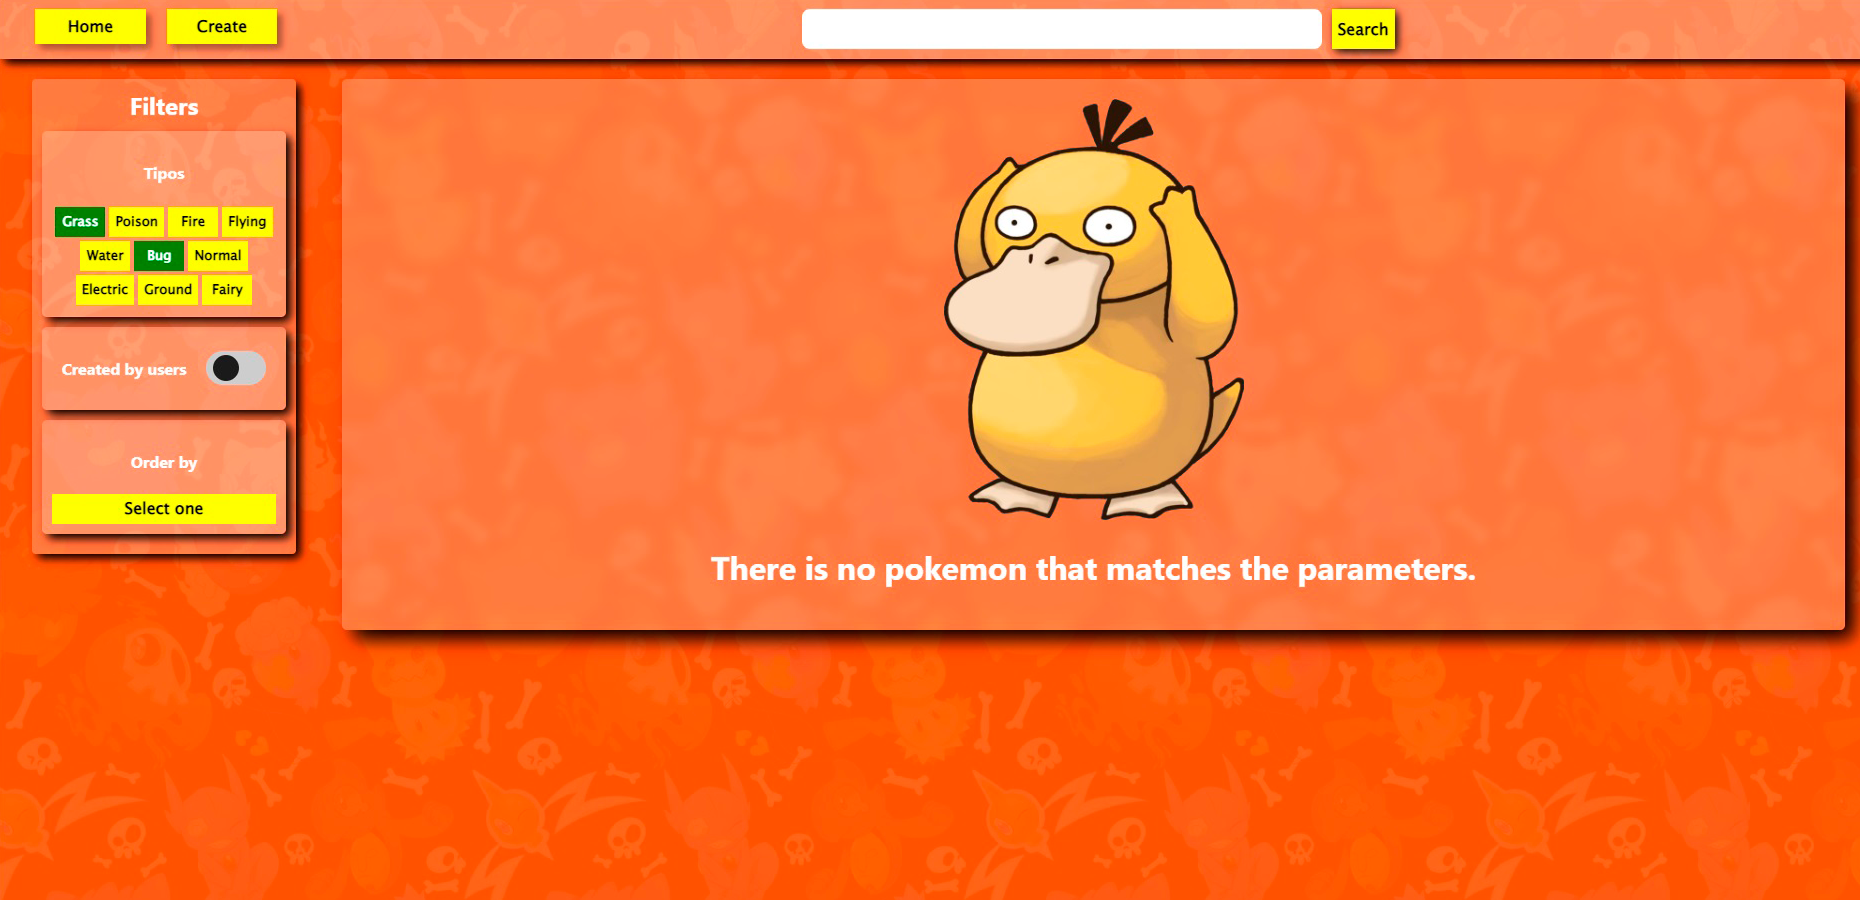 Home Create Search
Filters
Tipos
Grass Poison Fire Flying
Water Bug Normal
Electric Ground Fairy
Created by users
Order by
Select one
There is no pokemon that matches the parameters.